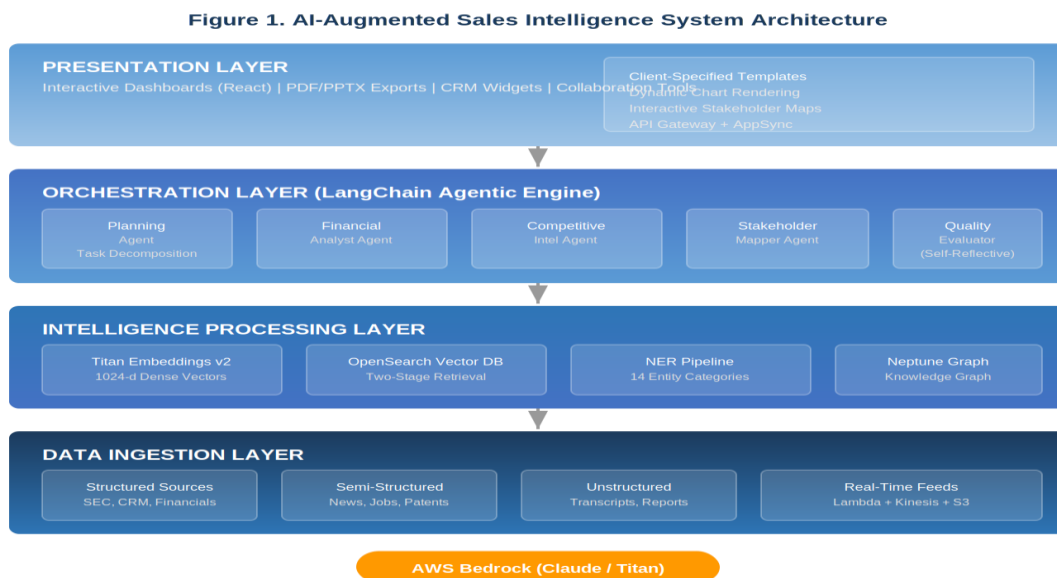 Figure 1. AI-Augmented Sales Intelligence System Architecture
PRESENTATION LAYER
Interactive Dashboards (React) | PDF/PPTX Exports | CRM Widgets | Collaboration Tools
Client-Specified Templates
Dynamic Chart Rendering
Interactive Stakeholder Maps
API Gateway + AppSync
ORCHESTRATION LAYER (LangChain Agentic Engine)
Planning
Agent
Task Decomposition
Financial
Analyst Agent
Competitive
Intel Agent
Stakeholder
Mapper Agent
Quality
Evaluator
(Self-Reflective)
INTELLIGENCE PROCESSING LAYER
Titan Embeddings v2
1024-d Dense Vectors
OpenSearch Vector DB
Two-Stage Retrieval
NER Pipeline
14 Entity Categories
Neptune Graph
Knowledge Graph
DATA INGESTION LAYER
Structured Sources
SEC, CRM, Financials
Semi-Structured
News, Jobs, Patents
Unstructured
Transcripts, Reports
Real-Time Feeds
Lambda + Kinesis + S3
AWS Bedrock (Claude / Titan)